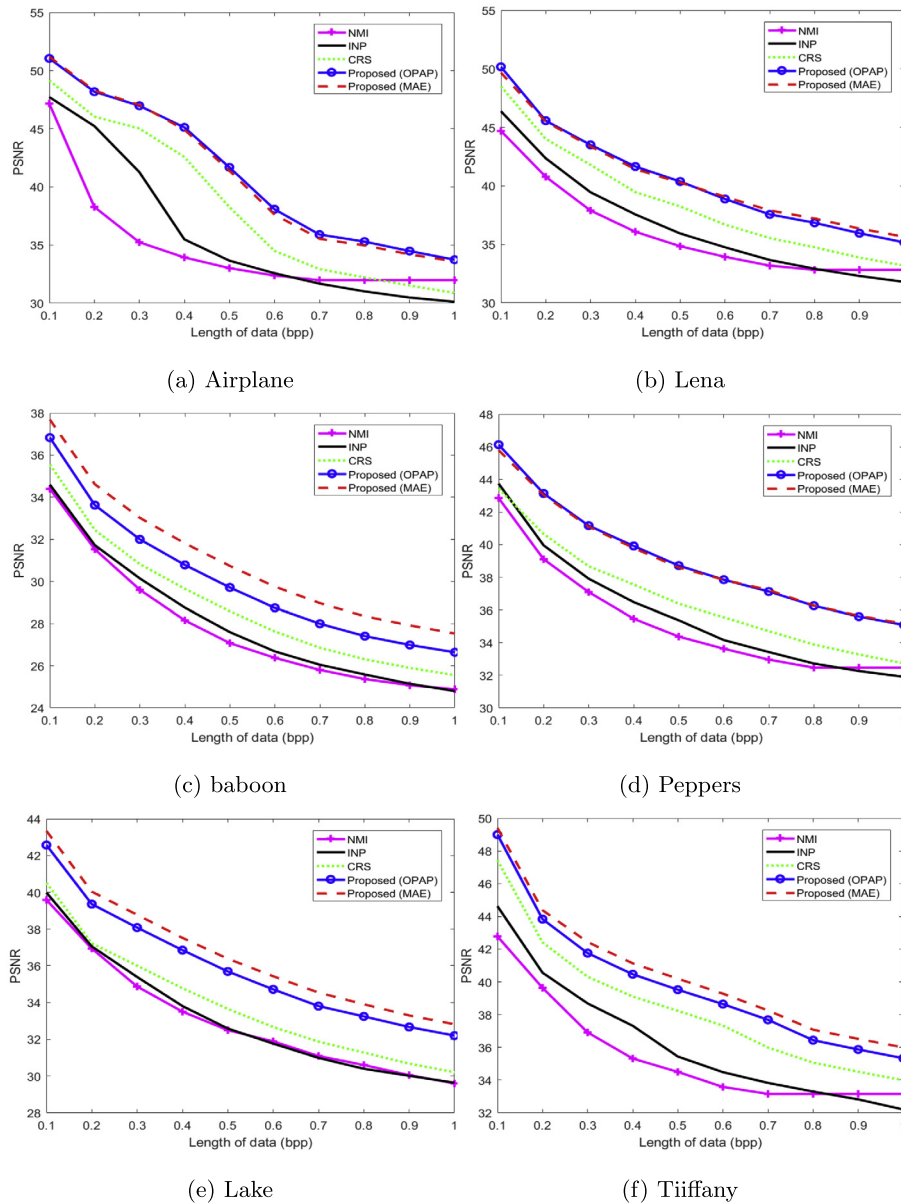 55
50
45
40
35
30
PSNR
NMI
INP
CRS
Proposed (OPAP)
Proposed (MAE)
0.1 0.2 0.3 0.4 0.5 0.6 0.7 0.8 0.9 1
Length of data (bpp)
(a) Airplane
55
50
45
40
35
30
PSNR
NMI
INP
CRS
Proposed (OPAP)
Proposed (MAE)
0.1 0.2 0.3 0.4 0.5 0.6 0.7 0.8 0.9 1
Length of data (bpp)
(b) Lena
38
36
34
32
30
28
26
24
PSNR
NMI
INP
CRS
Proposed (OPAP)
Proposed (MAE)
0.1 0.2 0.3 0.4 0.5 0.6 0.7 0.8 0.9 1
Length of data (bpp)
(c) baboon
48
46
44
42
40
38
36
34
32
30
PSNR
NMI
INP
CRS
Proposed (OPAP)
Proposed (MAE)
0.1 0.2 0.3 0.4 0.5 0.6 0.7 0.8 0.9 1
Length of data (bpp)
(d) Peppers
44
42
40
38
36
34
32
30
28
PSNR
NMI
INP
CRS
Proposed (OPAP)
Proposed (MAE)
0.1 0.2 0.3 0.4 0.5 0.6 0.7 0.8 0.9 1
Length of data (bpp)
(e) Lake
50
48
46
44
42
40
38
36
34
32
PSNR
NMI
INP
CRS
Proposed (OPAP)
Proposed (MAE)
0.1 0.2 0.3 0.4 0.5 0.6 0.7 0.8 0.9 1
Length of data (bpp)
(f) Tiiffany